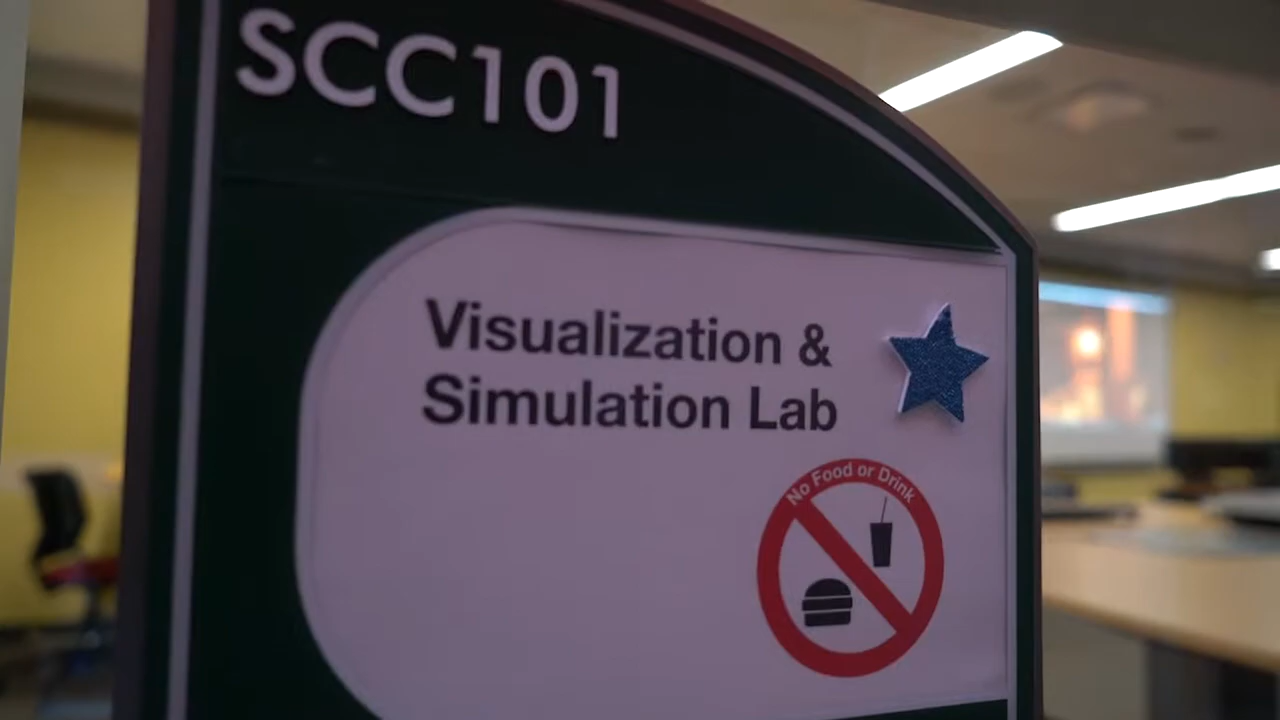 SCC101
Visualization &
Simulation Lab
No Food or Drink